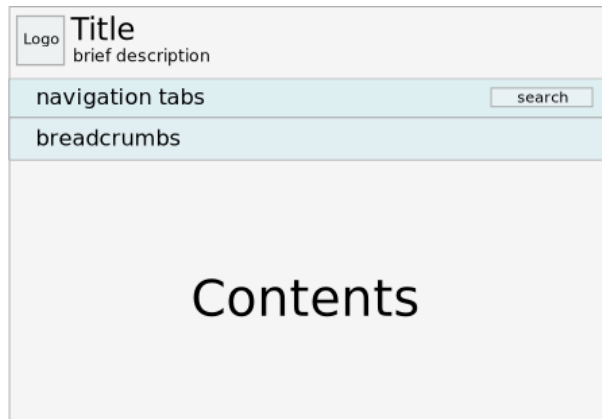 Logo
Title
brief description
navigation tabs
search
breadcrumbs
Contents